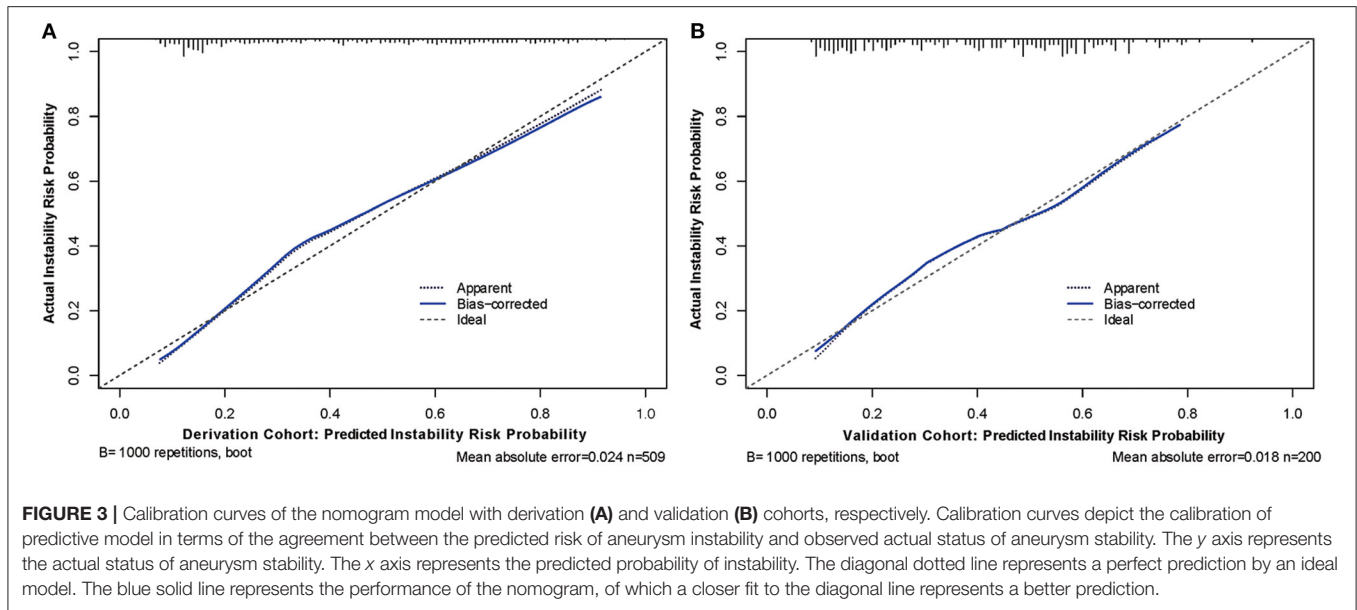 A
Actual Instability Risk Probability
1.0
0.8
0.6
0.4
0.2
0.0
Apparent
Bias-corrected
Ideal
0.0 0.2 0.4 0.6 0.8 1.0
Derivation Cohort: Predicted Instability Risk Probability
B= 1000 repetitions, boot
Mean absolute error=0.024 n=509
B
Actual Instability Risk Probability
1.0
0.8
0.6
0.4
0.2
0.0
Apparent
Bias-corrected
Ideal
0.0 0.2 0.4 0.6 0.8 1.0
Validation Cohort: Predicted Instability Risk Probability
B= 1000 repetitions, boot
Mean absolute error=0.018 n=200
FIGURE 3 | Calibration curves of the nomogram model with derivation (A) and validation (B) cohorts, respectively. Calibration curves depict the calibration of
predictive model in terms of the agreement between the predicted risk of aneurysm instability and observed actual status of aneurysm stability. The y axis represents
the actual status of aneurysm stability. The x axis represents the predicted probability of instability. The diagonal dotted line represents a perfect prediction by an ideal
model. The blue solid line represents the performance of the nomogram, of which a closer fit to the diagonal line represents a better prediction.